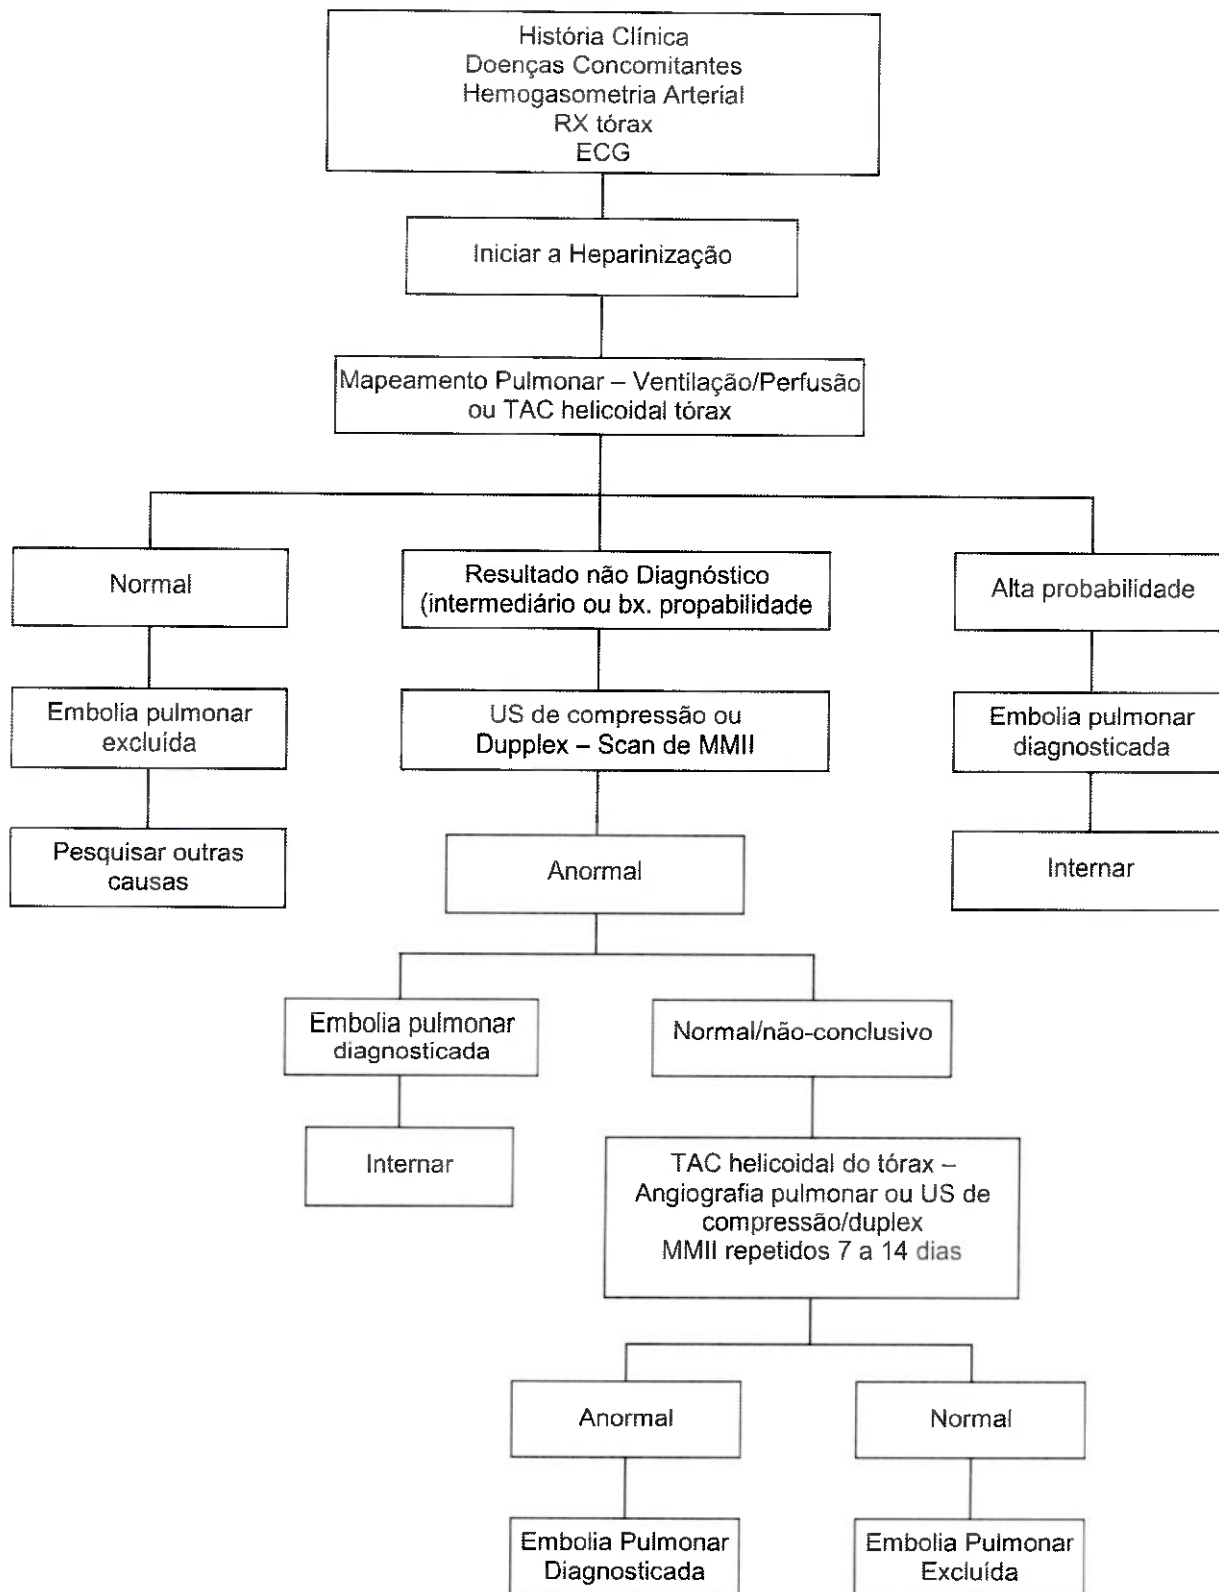 História Clínica
Doenças Concomitantes
Hemogasometria Arterial
RX tórax
ECG
Iniciar a Heparinização
Mapeamento Pulmonar – Ventilação/Perfusão
ou TAC helicoidal tórax
Normal
Resultado não Diagnóstico
(intermediário ou bx. propabilidade
Alta probabilidade
Embolia pulmonar
excluída
US de compressão ou
Dupplex – Scan de MMII
Embolia pulmonar
diagnosticada
Pesquisar outras
causas
Anormal
Internar
Embolia pulmonar
diagnosticada
Normal/não-conclusivo
Internar
TAC helicoidal do tórax –
Angiografia pulmonar ou US de
compressão/duplex
MMII repetidos 7 a 14 dias
Anormal
Normal
Embolia Pulmonar
Diagnosticada
Embolia Pulmonar
Excluída